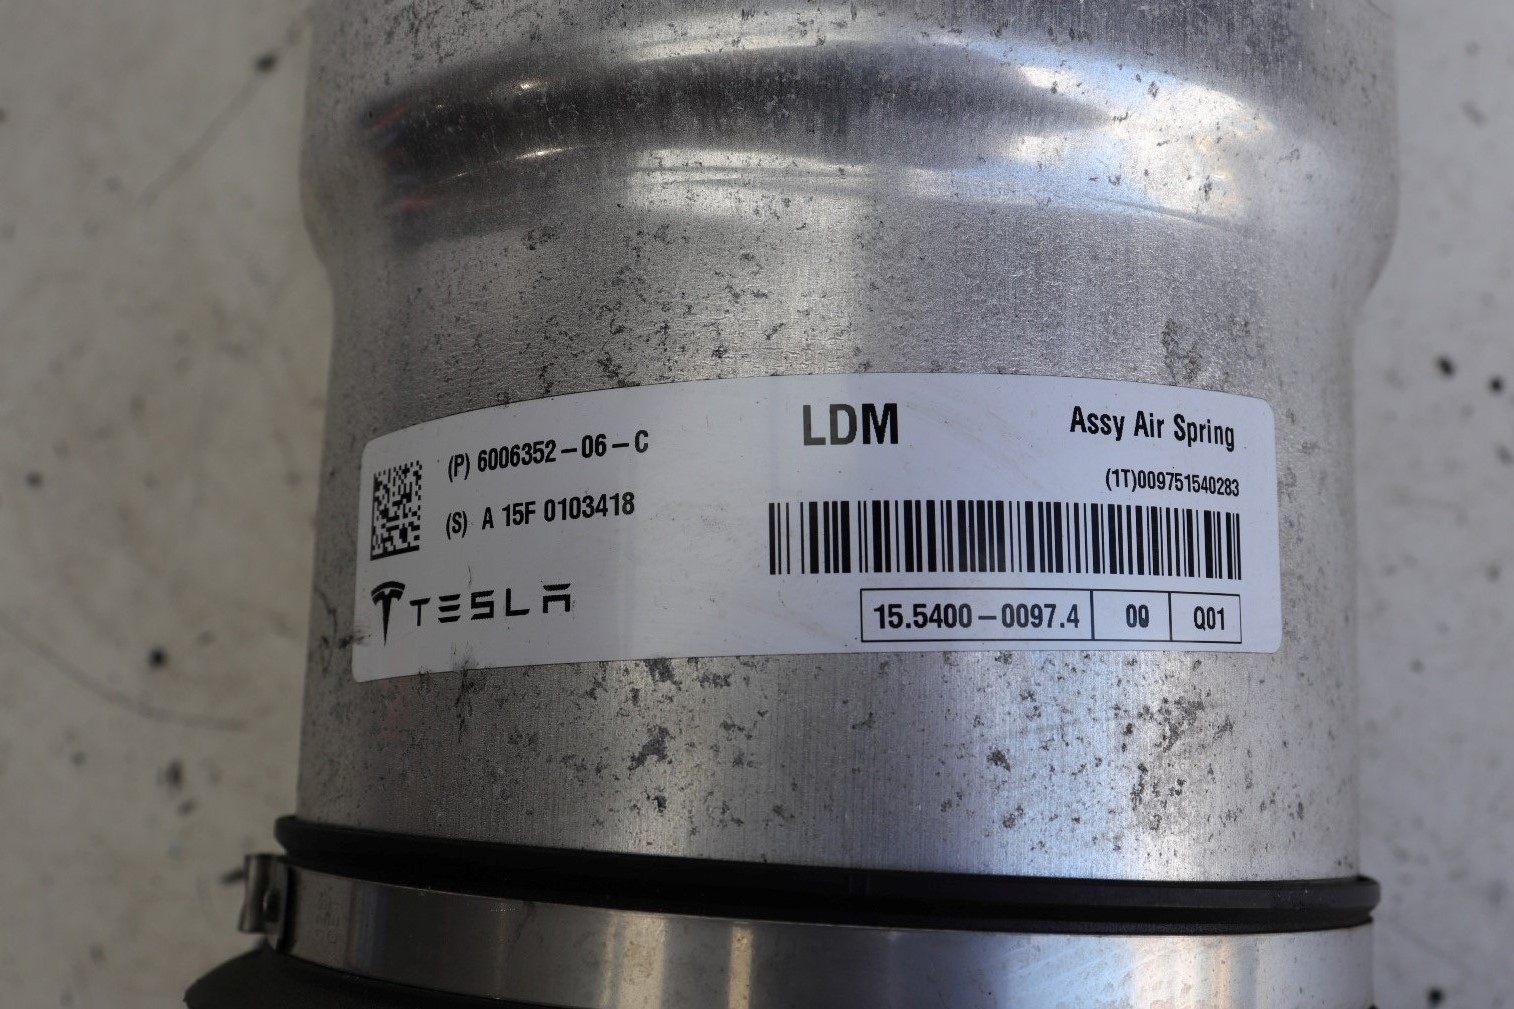 (P) 6006352-06-C
(S) A 15F 0103418
TESLA
LDM
Assy Air Spring
(1T)009751540283
15.5400-0097.4 00 Q01